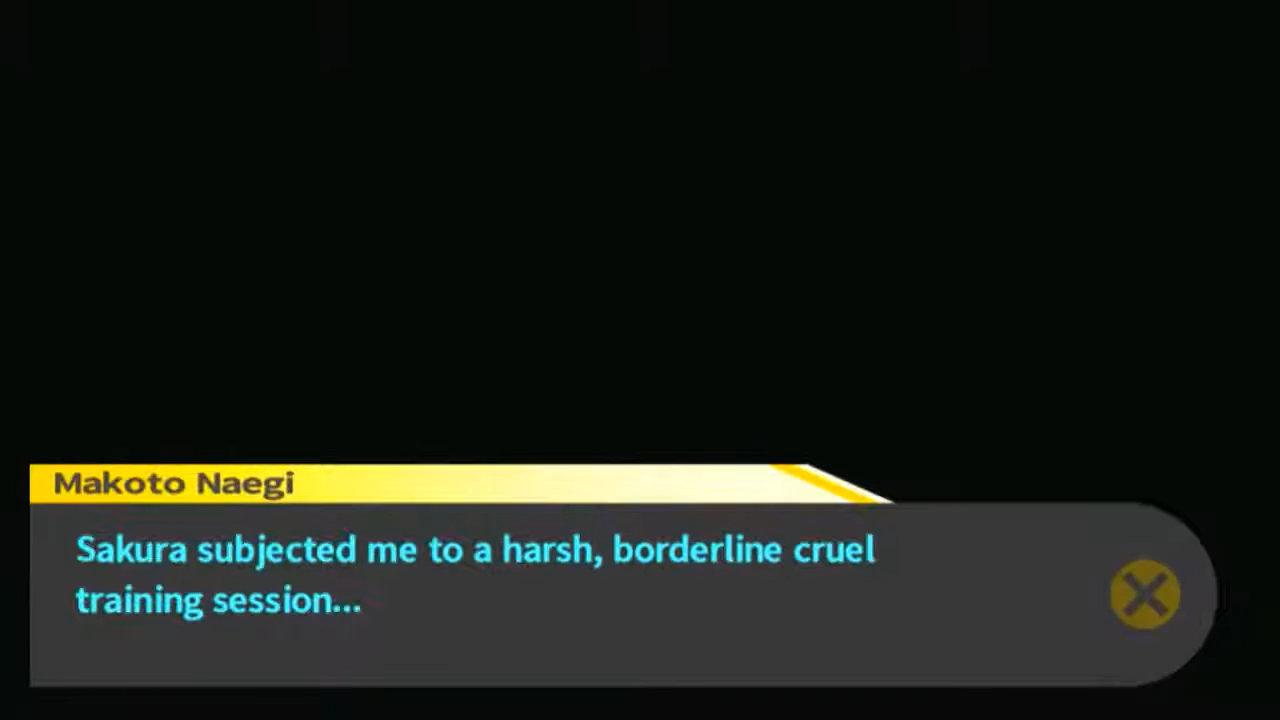 Makoto Naegi
Sakura subjected me to a harsh, borderline cruel
training session...